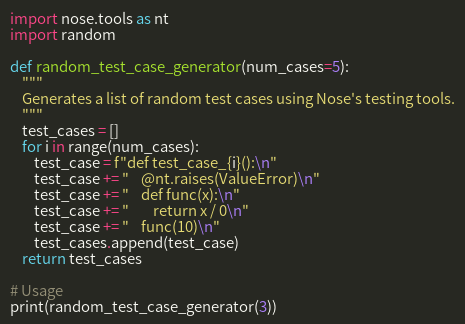 import nose.tools as nt
import random

def random_test_case_generator(num_cases=5):
    """
    Generates a list of random test cases using Nose's testing tools.
    """
    test_cases = []
    for i in range(num_cases):
        test_case = f"def test_case_{i}():\n"
        test_case += "    @nt.raises(ValueError)\n"
        test_case += "    def func(x):\n"
        test_case += "        return x / 0\n"
        test_case += "    func(10)\n"
        test_cases.append(test_case)
    return test_cases

# Usage
print(random_test_case_generator(3))